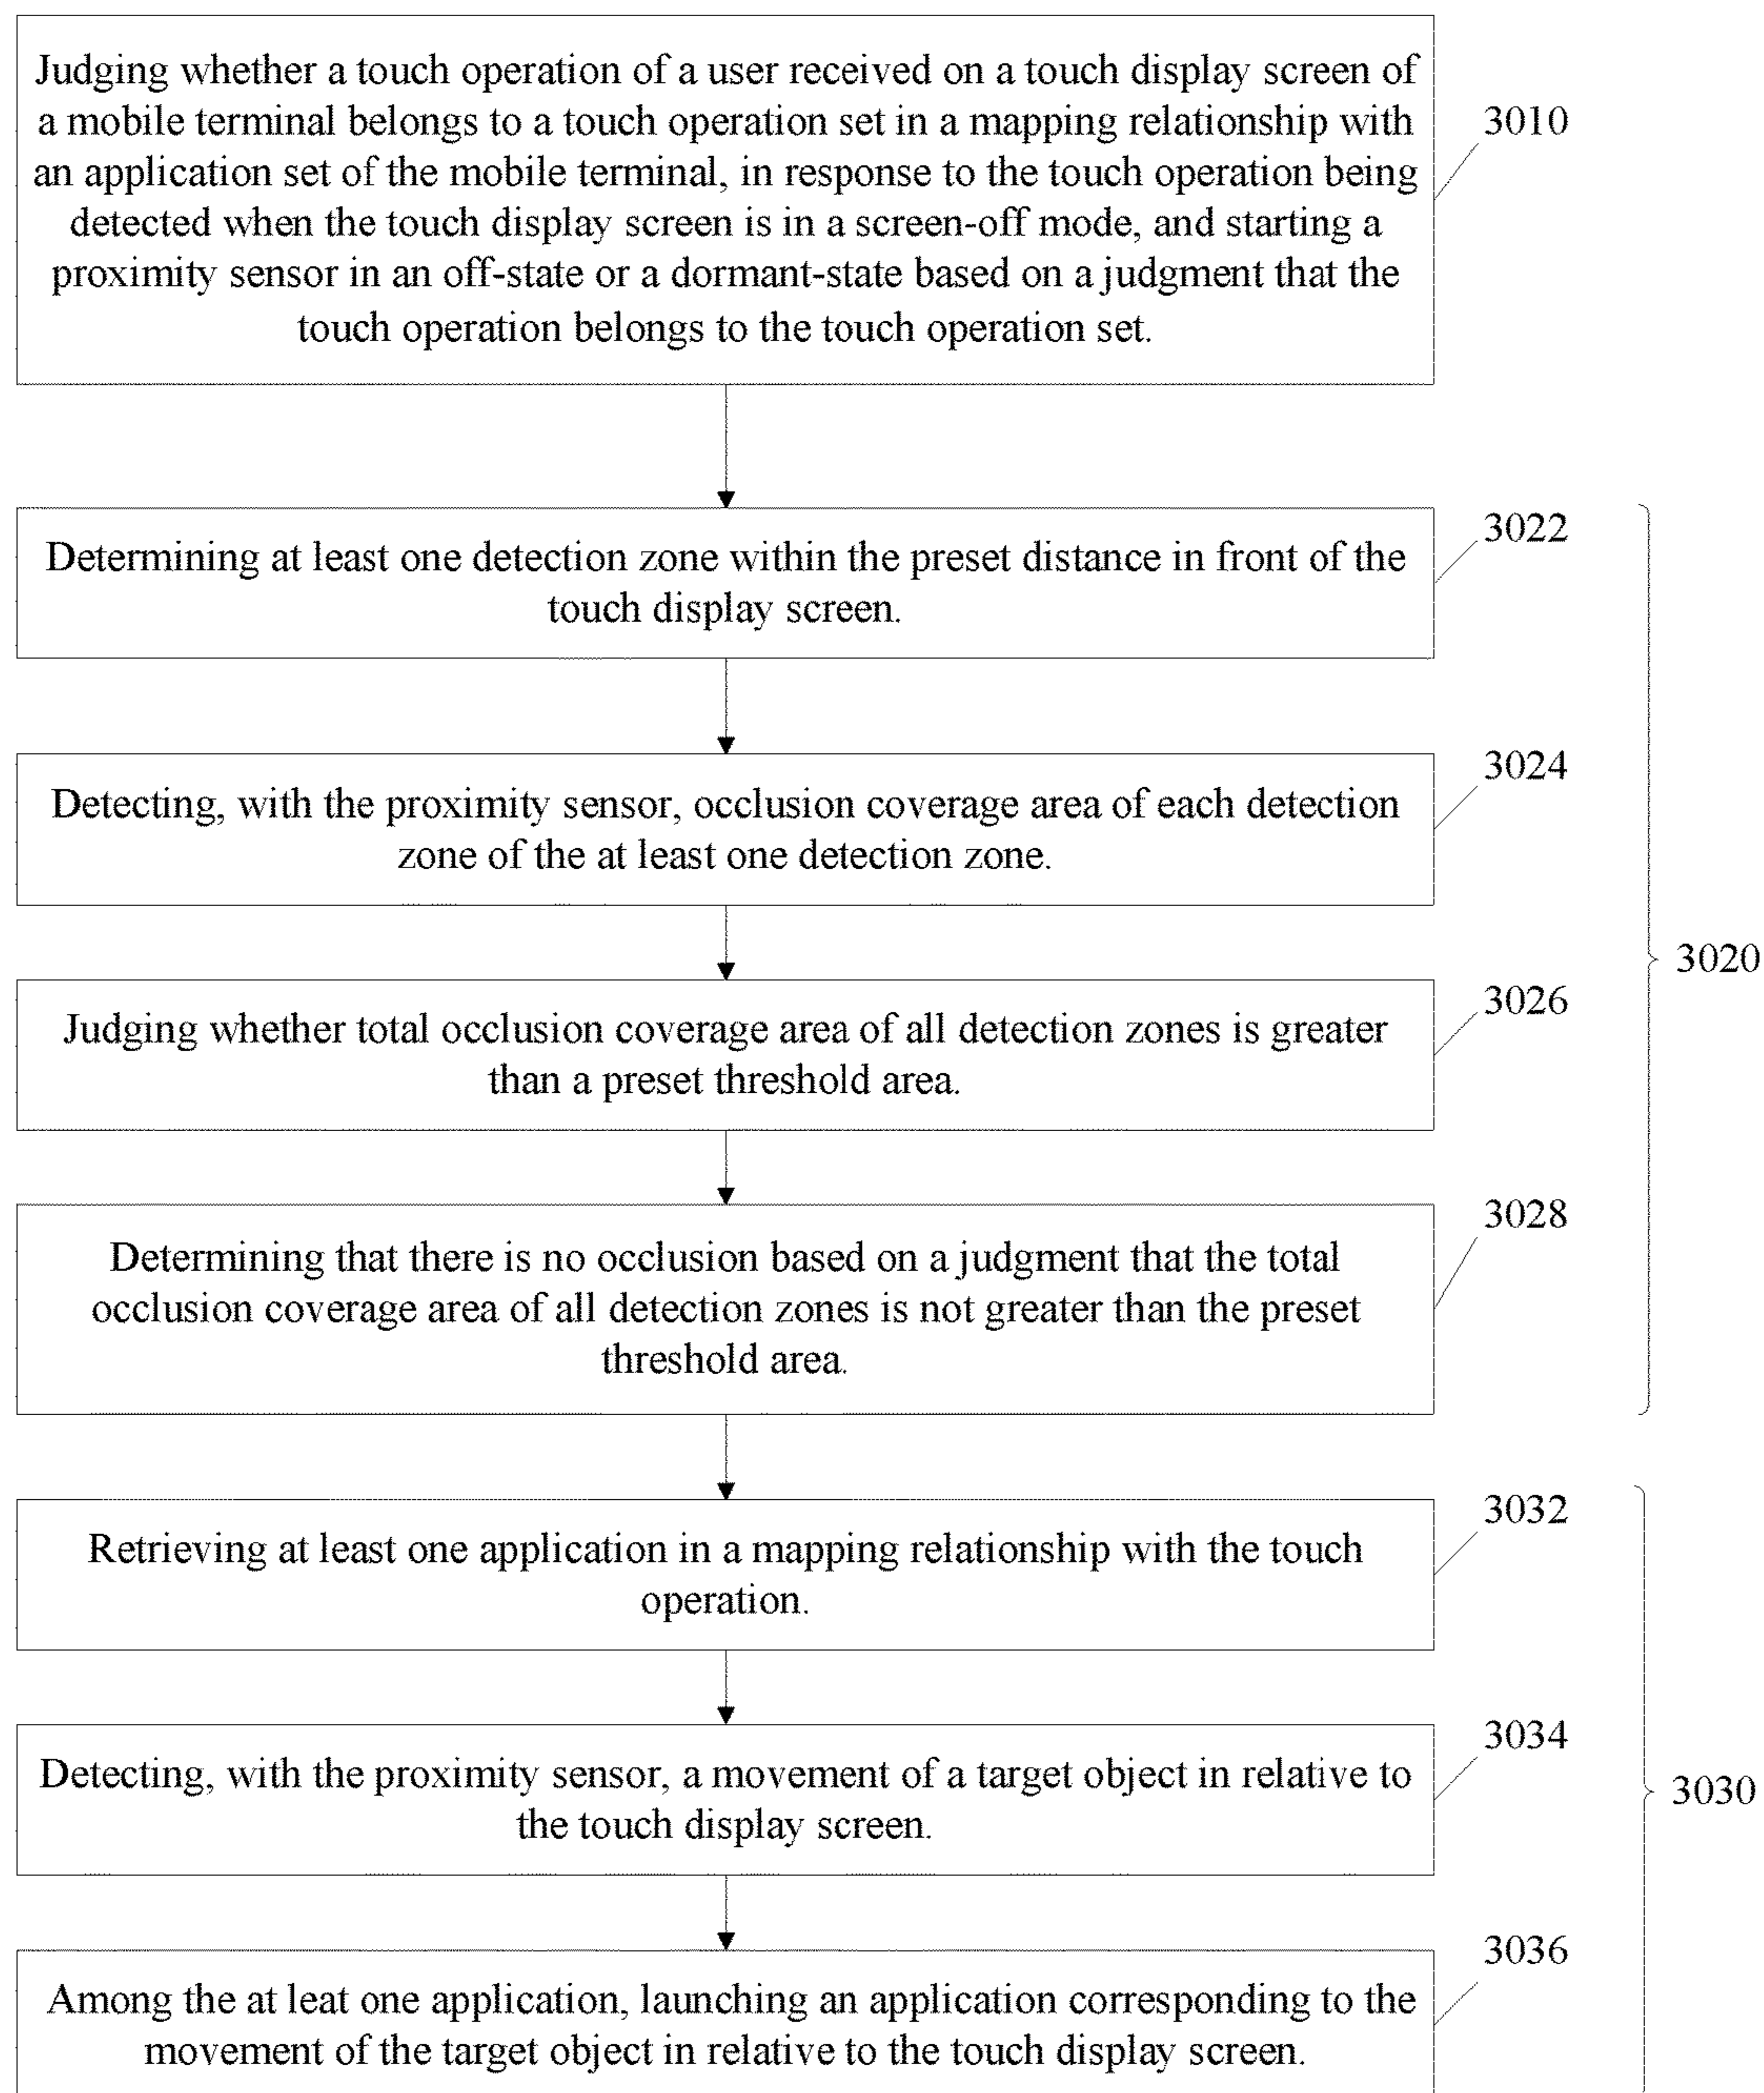 Judging whether a touch operation of a user received on a touch display screen of
a mobile terminal belongs to a touch operation set in a mapping relationship with
an application set of the mobile terminal, in response to the touch operation being
detected when the touch display screen is in a screen-off mode, and starting a
proximity sensor in an off-state or a dormant-state based on a judgment that the
touch operation belongs to the touch operation set.
3010
Determining at least one detection zone within the preset distance in front of the
touch display screen.
3022
Detecting, with the proximity sensor, occlusion coverage area of each detection
zone of the at least one detection zone.
3024
Judging whether total occlusion coverage area of all detection zones is greater
than a preset threshold area.
3026
Determining that there is no occlusion based on a judgment that the total
occlusion coverage area of all detection zones is not greater than the preset
threshold area.
3028
3020
Retrieving at least one application in a mapping relationship with the touch
operation.
3032
Detecting, with the proximity sensor, a movement of a target object in relative to
the touch display screen.
3034
Among the at leat one application, launching an application corresponding to the
movement of the target object in relative to the touch display screen.
3036
3030